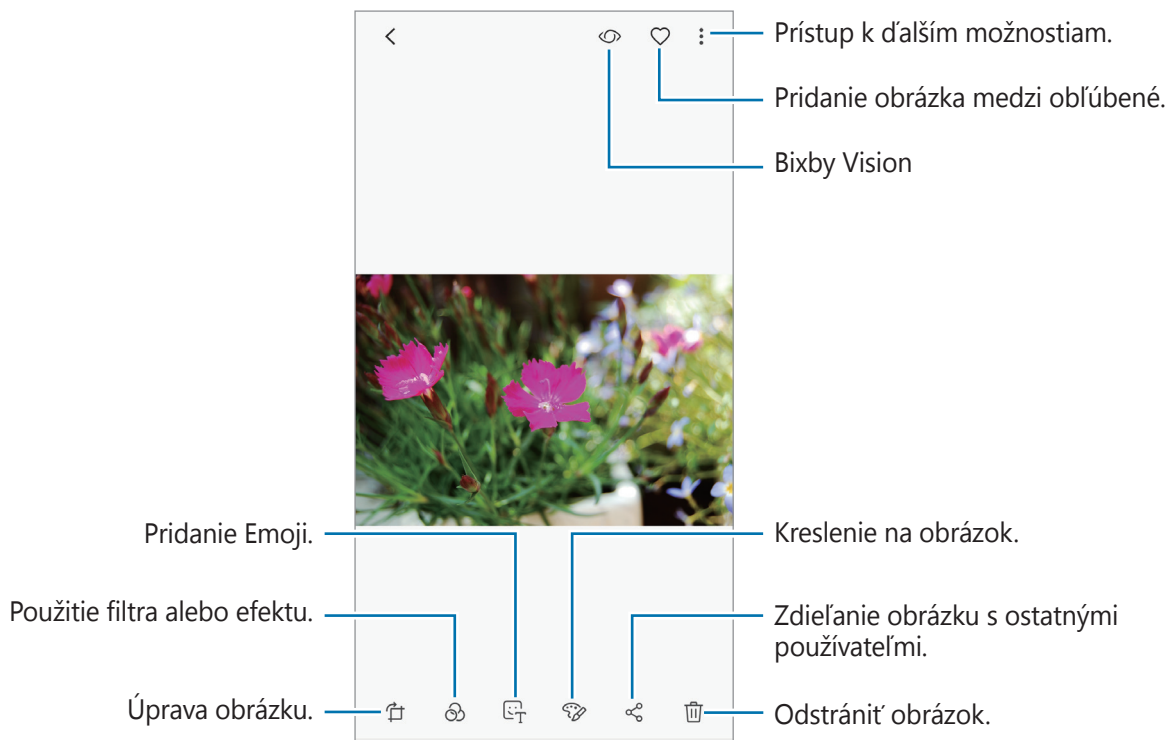 Prístup k ďalším možnostiam.
Pridanie obrázka medzi obľúbené.
Bixby Vision
Pridanie Emoji.
Kreslenie na obrázok.
Použitie filtra alebo efektu.
Zdieľanie obrázku s ostatnými
používateľmi.
Úprava obrázku.
Odstrániť obrázok.